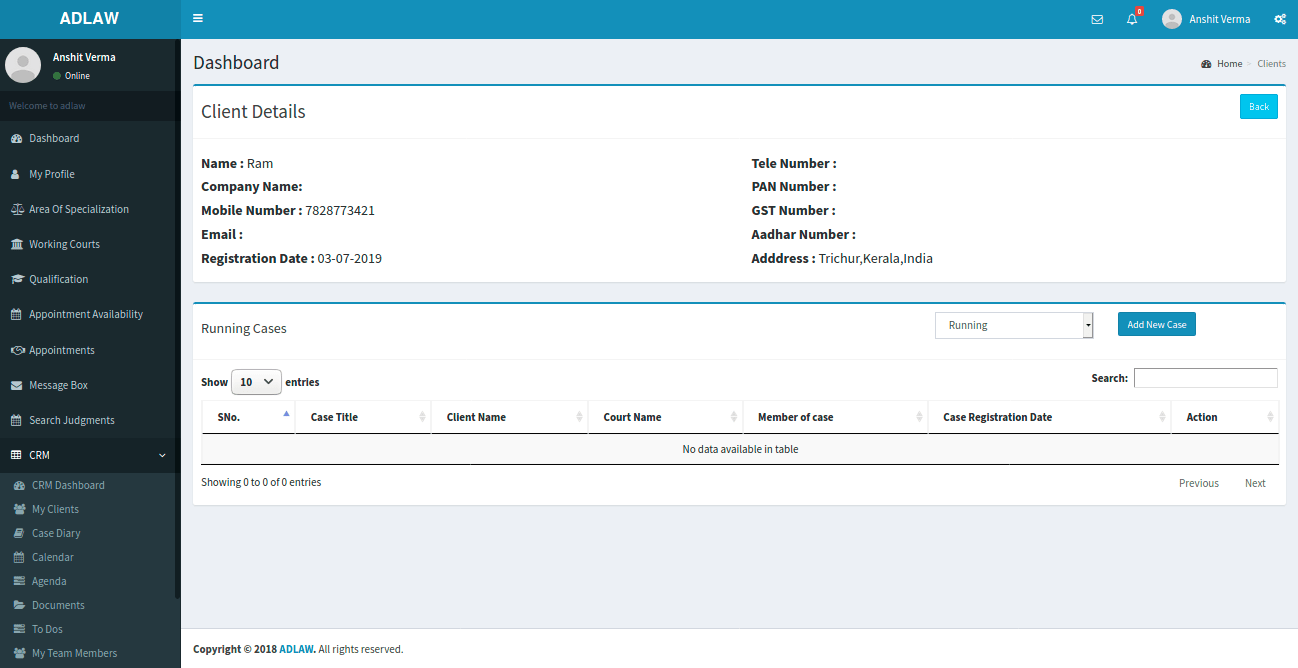 ADLAW
0
Anshit Verma
Anshit Verma
Online
Welcome to adlaw
Dashboard
My Profile
Area Of Specialization
Working Courts
Qualification
Appointment Availability
Appointments
Message Box
Search Judgments
CRM
CRM Dashboard
My Clients
Case Diary
Calendar
Agenda
Documents
To Dos
My Team Members
Dashboard
Home Clients
Client Details
Back
Name : Ram
Company Name:
Mobile Number : 7828773421
Email :
Registration Date : 03-07-2019
Tele Number :
PAN Number :
GST Number :
Aadhar Number :
Adddress : Trichur,Kerala,India
Running Cases
Running
Add New Case
Show 10 entries
Search:
SNo. Case Title Client Name Court Name Member of case Case Registration Date Action
No data available in table
Showing 0 to 0 of 0 entries
Previous Next
Copyright © 2018 ADLAW. All rights reserved.